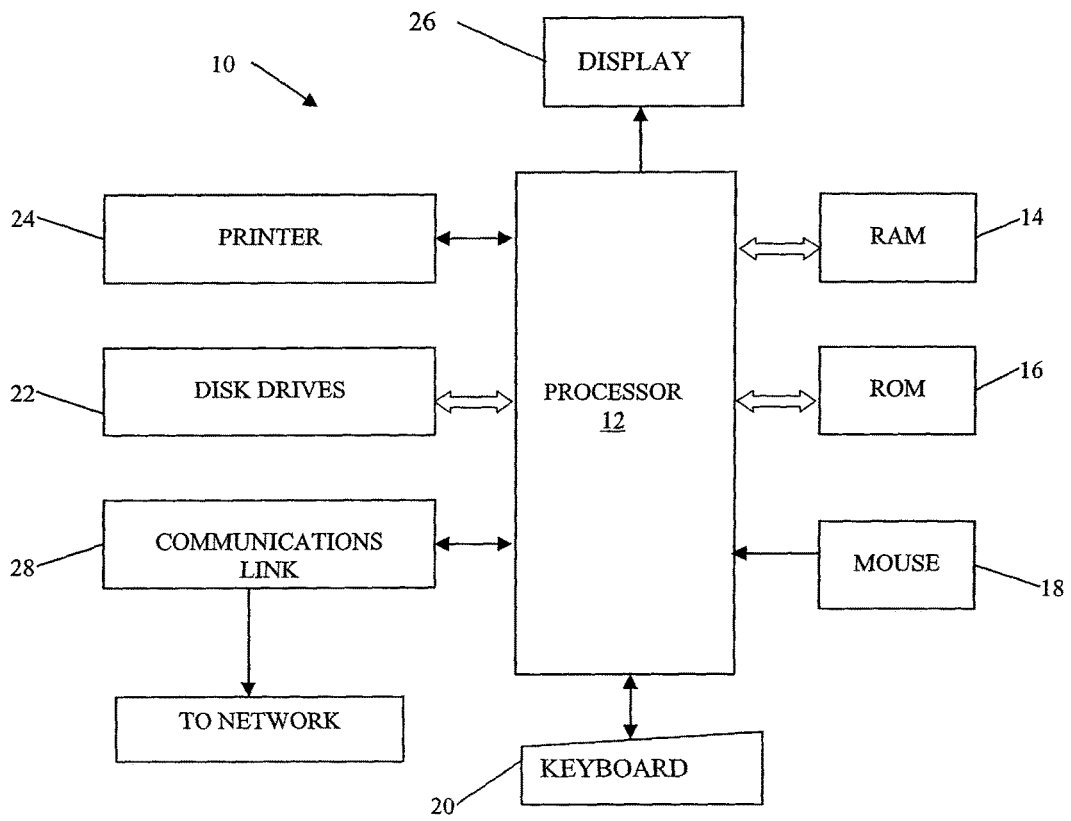 26
DISPLAY
10
24
PRINTER
RAM
14
22
DISK DRIVES
PROCESSOR
12
ROM
16
28
COMMUNICATIONS
LINK
MOUSE
18
TO NETWORK
20
KEYBOARD